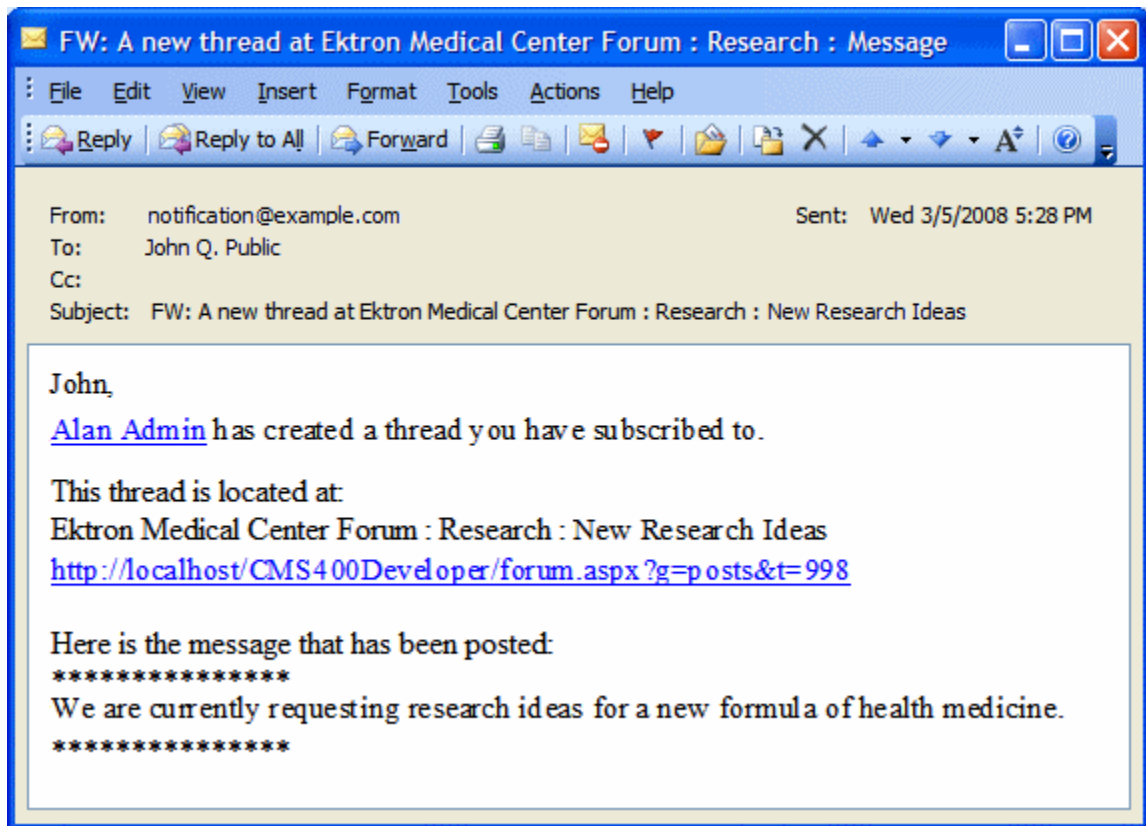 FW: A new thread at Ektron Medical Center Forum : Research : Message
File Edit View Insert Format Tools Actions Help
Reply Reply to All Forward
From: notification@example.com Sent: Wed 3/5/2008 5:28 PM
To: John Q. Public
Cc:
Subject: FW: A new thread at Ektron Medical Center Forum : Research : New Research Ideas
John,
Alan Admin has created a thread you have subscribed to.
This thread is located at:
Ektron Medical Center Forum : Research : New Research Ideas
http://localhost/CMS400Developer/forum.aspx?g=posts&t=998
Here is the message that has been posted:
***************
We are currently requesting research ideas for a new formula of health medicine.
***************